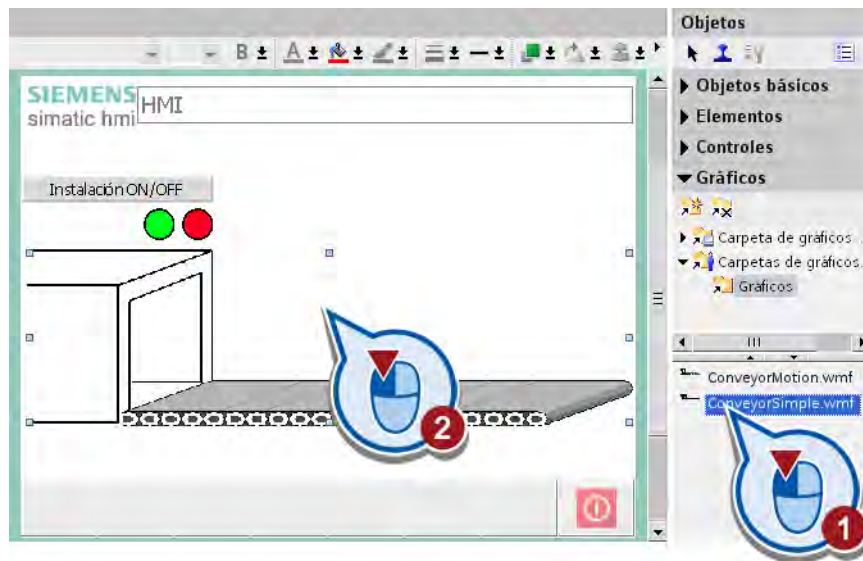 Objetos
B A
Objetos básicos
Elementos
Controles
Gráficos
Carpeta de gráficos ...
Carpetas de gráficos...
Gráficos
ConveyorMotion.wmf
ConveyorSimple.wmf
1
SIEMENS
simatic hmi
HMI
Instalación ON/OFF
2